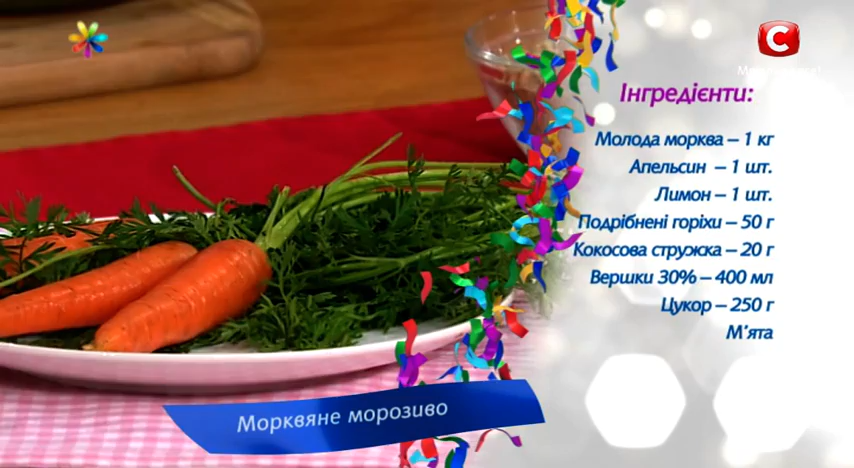 Інгредієнти:
Молода морква – 1 кг
Апельсин – 1 шт.
Лимон – 1 шт.
Подрібнені горіхи – 50 г
Кокосова стружка – 20 г
Вершки 30% – 400 мл
Цукор – 250 г
М'ята
Морквяне морозиво